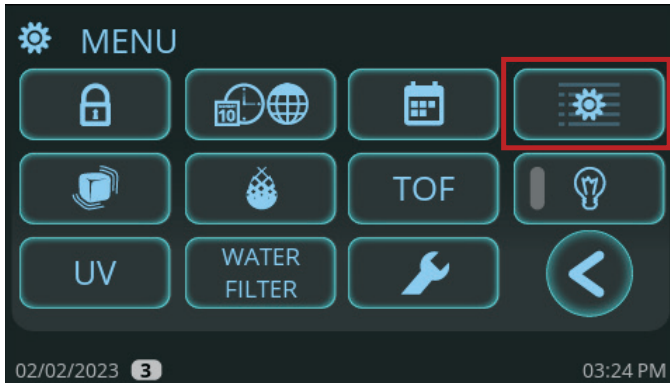 MENU
10
TOF
UV
WATER
FILTER
02/02/2023 3
03:24 PM